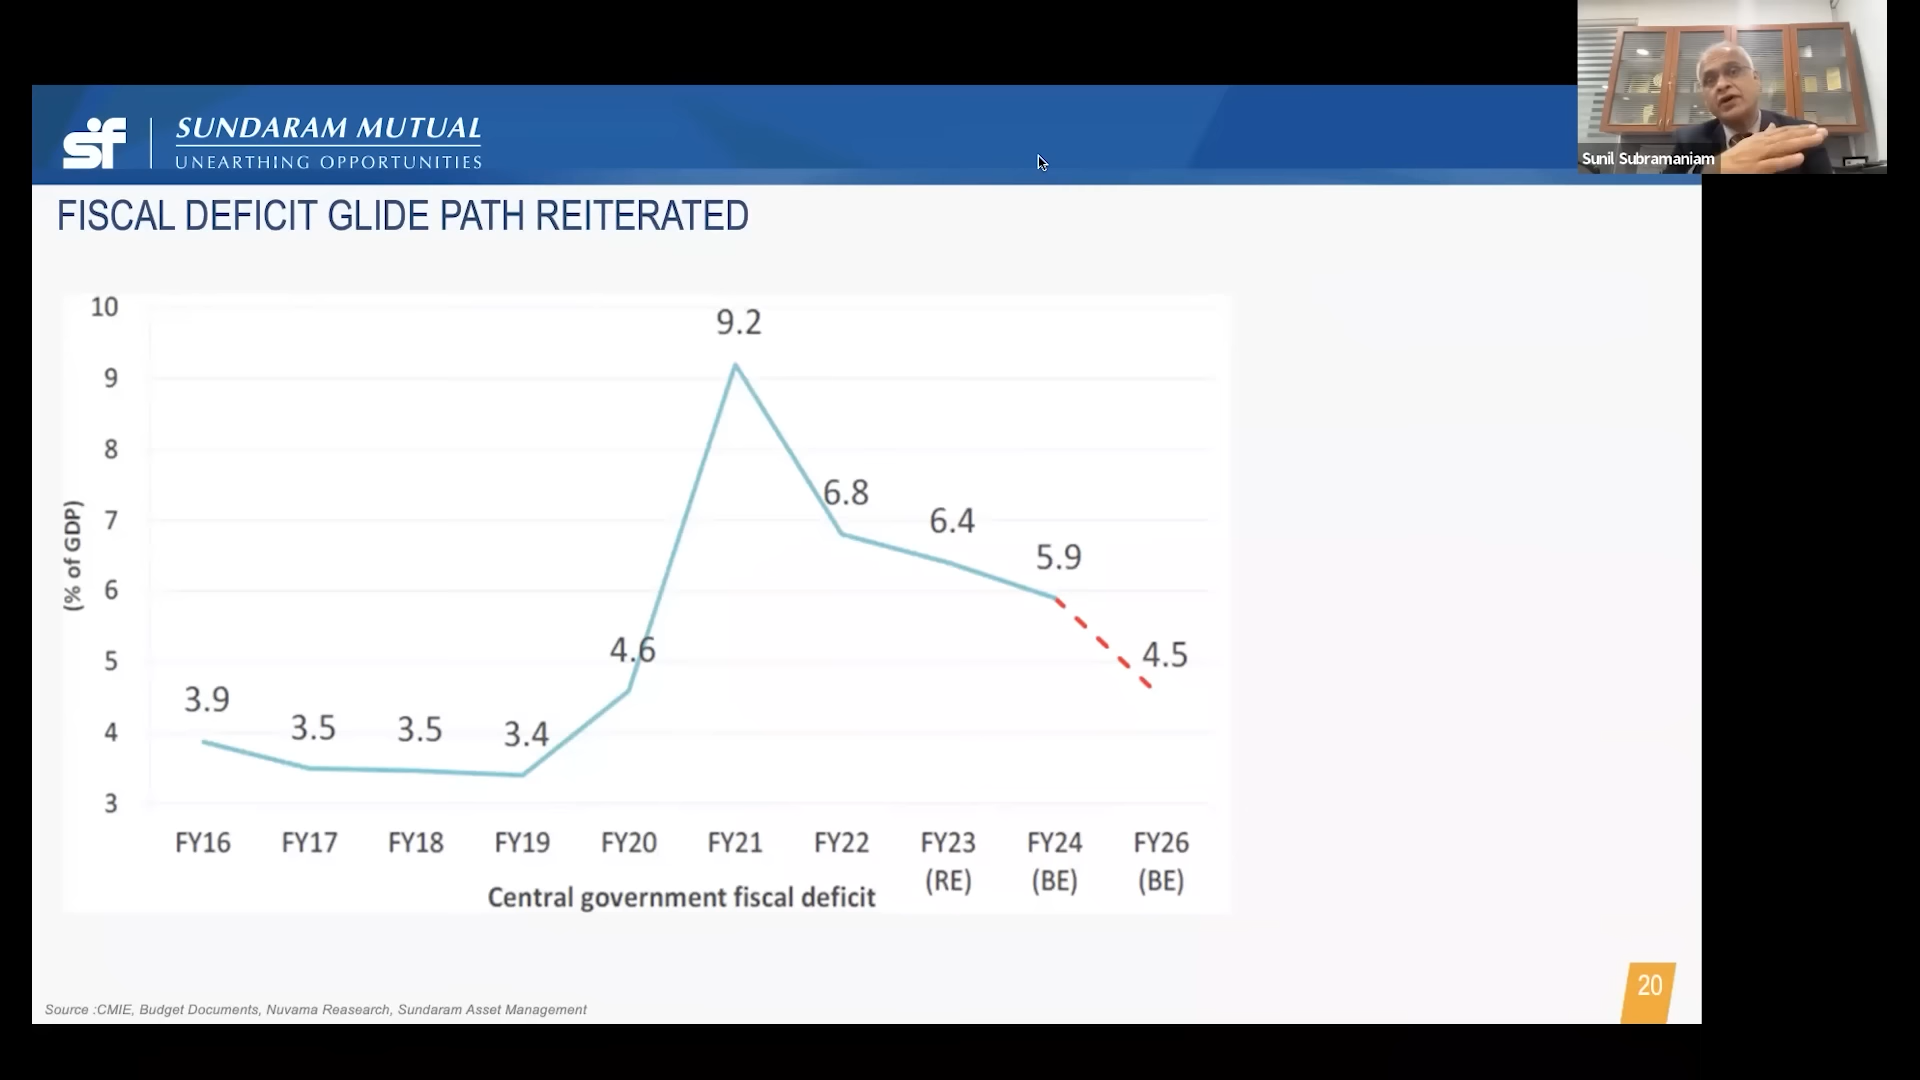 Sunil Subramaniam
sf
SUNDARAM MUTUAL
UNEARTHING OPPORTUNITIES
FISCAL DEFICIT GLIDE PATH REITERATED
10
9
8
7
6
5
4
3
(% of GDP)
3.9
3.5
3.5
3.4
4.6
9.2
6.8
6.4
5.9
4.5
FY16 FY17 FY18 FY19 FY20 FY21 FY22 FY23 FY24 FY26
(RE) (BE) (BE)
Central government fiscal deficit
Source :CMIE, Budget Documents, Nuvama Reasearch, Sundaram Asset Management
20